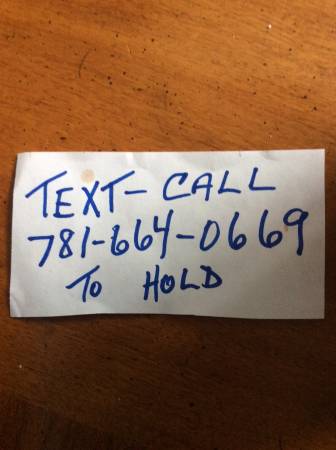 TEXT- CALL
781-664-0669
To HOLD